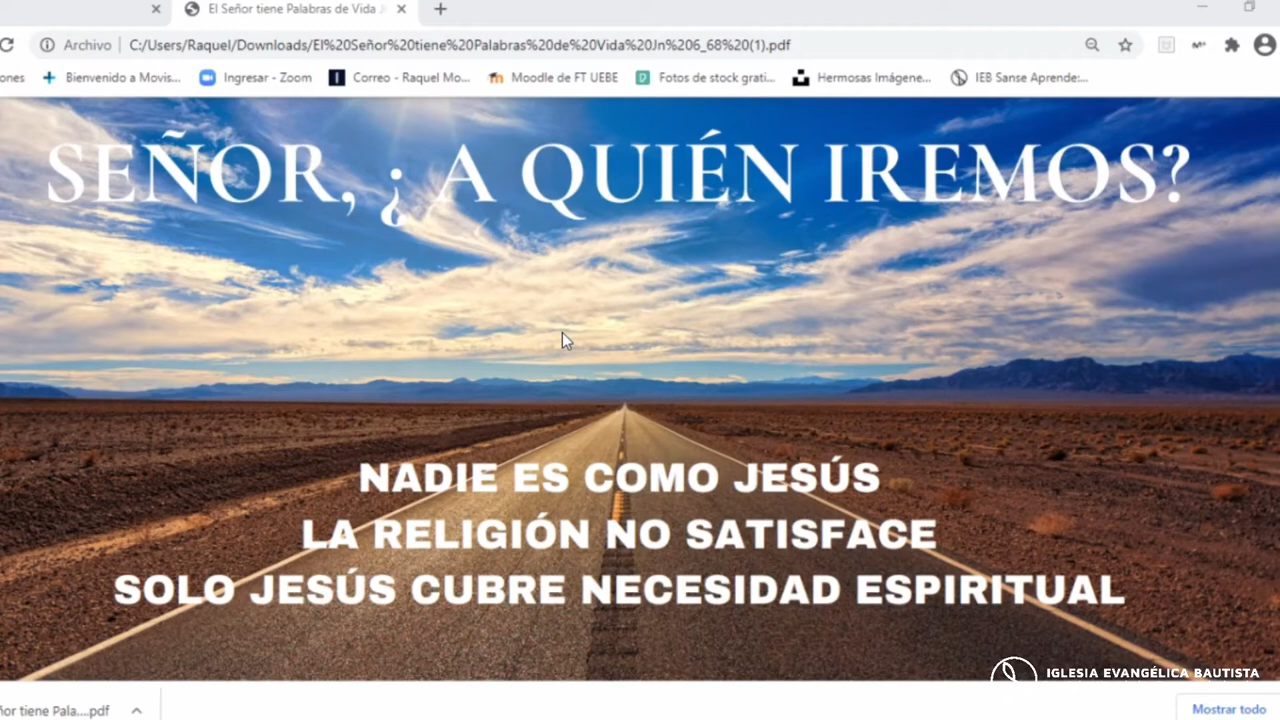 El Señor tiene Palabras de Vida
Archivo | C:/Users/Raquel/Downloads/El%20Señor%20tiene%20Palabras%20de%20Vida%20Jn%206_68%20(1).pdf
ones Bienvenido a Movis... Ingresar - Zoom Correo - Raquel Mo... Moodle de FT UEBE Fotos de stock grati... Hermosas Imágene... IEB Sanse Aprende:...
SEÑOR, ¿ A QUIÉN IREMOS?
NADIE ES COMO JESÚS
LA RELIGIÓN NO SATISFACE
SOLO JESÚS CUBRE NECESIDAD ESPIRITUAL
IGLESIA EVANGÉLICA BAUTISTA
ñor tiene Pala....pdf
Mostrar todo